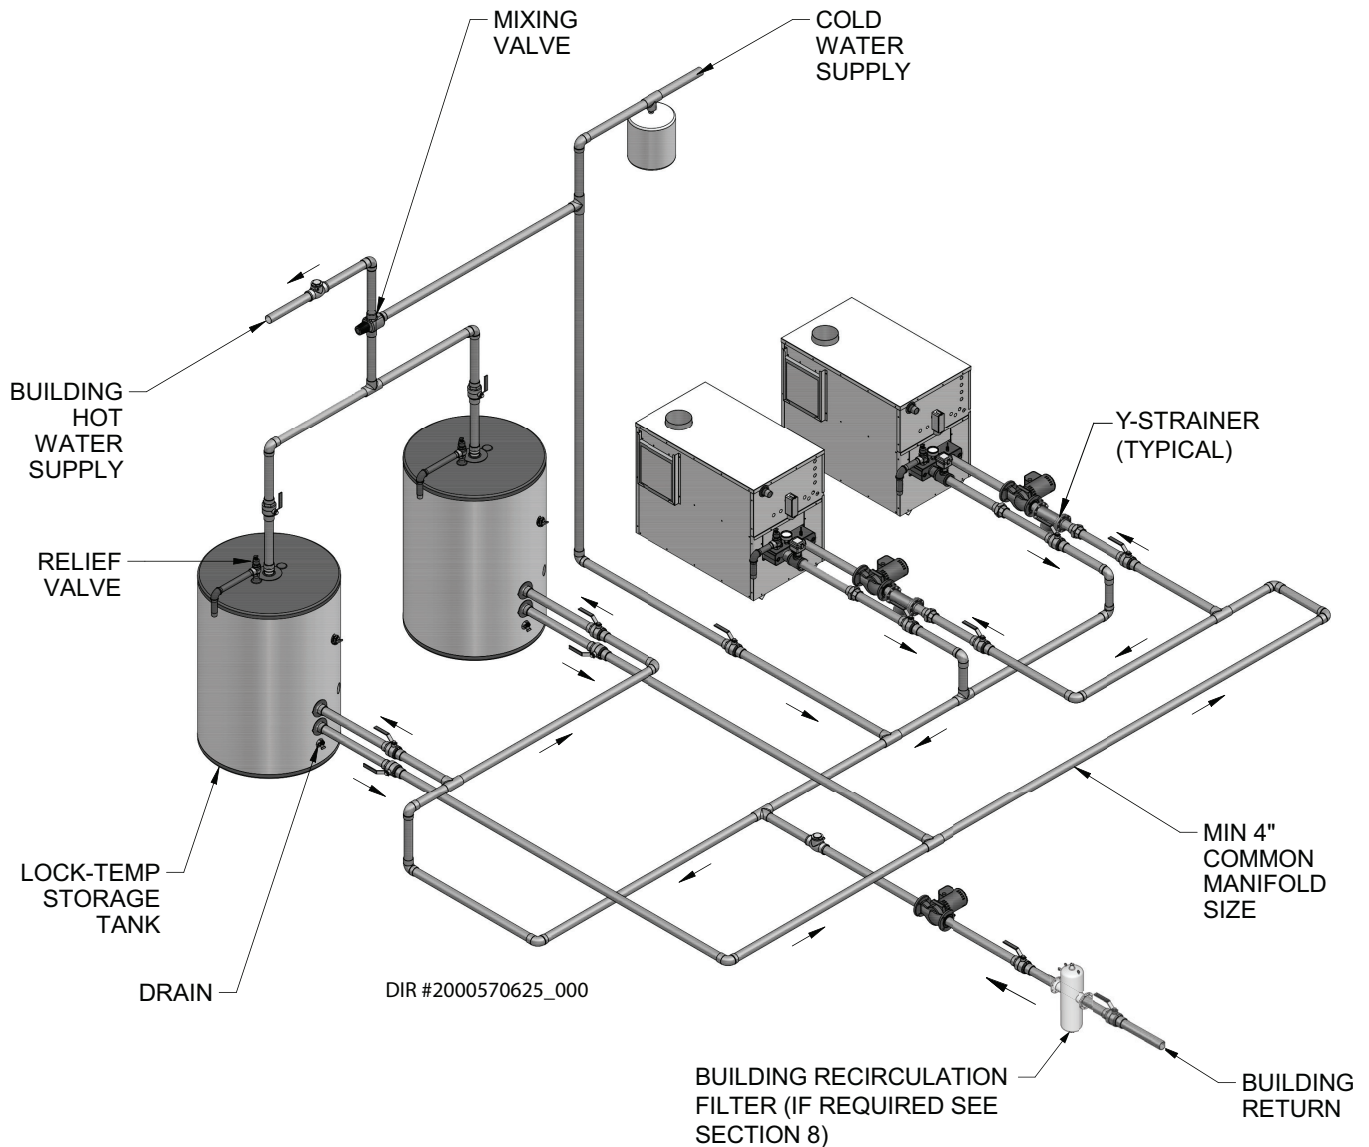 MIXING
VALVE
COLD
WATER
SUPPLY
BUILDING
HOT
WATER
SUPPLY
Y-STRAINER
(TYPICAL)
RELIEF
VALVE
LOCK-TEMP
STORAGE
TANK
MIN 4"
COMMON
MANIFOLD
SIZE
DRAIN
DIR #2000570625_000
BUILDING RECIRCULATION
FILTER (IF REQUIRED SEE
SECTION 8)
BUILDING
RETURN